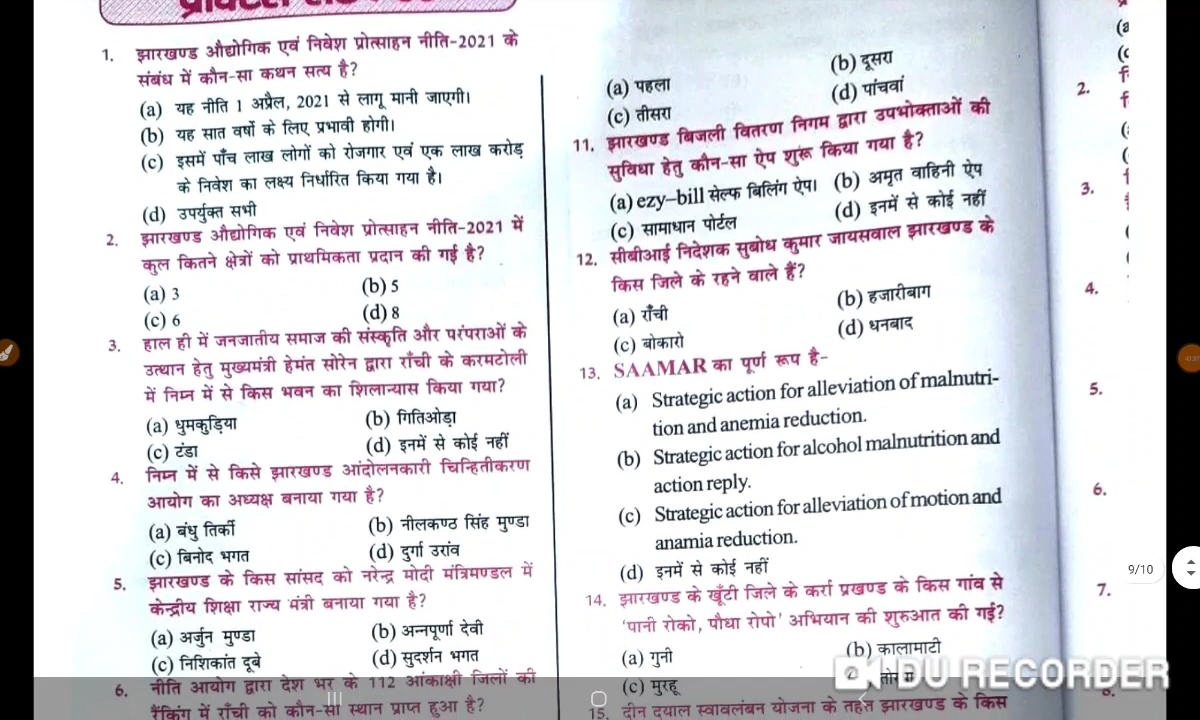 1. झारखण्ड औद्योगिक एवं निवेश प्रोत्साहन नीति-2021 के
संबंध में कौन-सा कथन सत्य है?
(a) यह नीति 1 अप्रैल, 2021 से लागू मानी जाएगी।
(b) यह सात वर्षों के लिए प्रभावी होगी।
(c) इसमें पाँच लाख लोगों को रोजगार एवं एक लाख करोड़
के निवेश का लक्ष्य निर्धारित किया गया है।
(d) उपर्युक्त सभी
2. झारखण्ड औद्योगिक एवं निवेश प्रोत्साहन नीति-2021 में
कुल कितने क्षेत्रों को प्राथमिकता प्रदान की गई है?
(a) 3 (b) 5
(c) 6 (d) 8
3. हाल ही में जनजातीय समाज की संस्कृति और परंपराओं के
उत्थान हेतु मुख्यमंत्री हेमंत सोरेन द्वारा राँची के करमटोली
में निम्न में से किस भवन का शिलान्यास किया गया?
(a) धुमकुड़िया (b) गितिओड़ा
(c) टंडा (d) इनमें से कोई नहीं
4. निम्न में से किसे झारखण्ड आंदोलनकारी चिन्हितीकरण
आयोग का अध्यक्ष बनाया गया है?
(a) बंधु तिर्की (b) नीलकण्ठ सिंह मुण्डा
(c) बिनोद भगत (d) दुर्गा उरांव
5. झारखण्ड के किस सांसद को नरेन्द्र मोदी मंत्रिमण्डल में
केन्द्रीय शिक्षा राज्य मंत्री बनाया गया है?
(a) अर्जुन मुण्डा (b) अन्नपूर्णा देवी
(c) निशिकांत दूबे (d) सुदर्शन भगत
6. नीति आयोग द्वारा देश भर के 112 आंकाक्षी जिलों की
रैंकिंग में राँची को कौन-सा स्थान प्राप्त हुआ है?
(a) पहला (b) दूसरा
(c) तीसरा (d) पांचवां
11. झारखण्ड बिजली वितरण निगम द्वारा उपभोक्ताओं की
सुविधा हेतु कौन-सा ऐप शुरू किया गया है?
(a) ezy-bill सेल्फ बिलिंग ऐप। (b) अमृत वाहिनी ऐप
(c) सामाधान पोर्टल (d) इनमें से कोई नहीं
12. सीबीआई निदेशक सुबोध कुमार जायसवाल झारखण्ड के
किस जिले के रहने वाले हैं?
(a) राँची (b) हजारीबाग
(c) बोकारो (d) धनबाद
13. SAAMAR का पूर्ण रूप है-
(a) Strategic action for alleviation of malnutri-
tion and anemia reduction.
(b) Strategic action for alcohol malnutrition and
action reply.
(c) Strategic action for alleviation of motion and
anamia reduction.
(d) इनमें से कोई नहीं
14. झारखण्ड के खूँटी जिले के कर्रा प्रखण्ड के किस गांव से
'पानी रोको, पौधा रोपो' अभियान की शुरुआत की गई?
(a) गुनी (b) कालामाटी
(c) मुरहू
15. दीन दयाल स्वावलंबन योजना के तहत झारखण्ड के किस
2.
3.
4.
5.
6.
7.
9/10
DU RECORDER